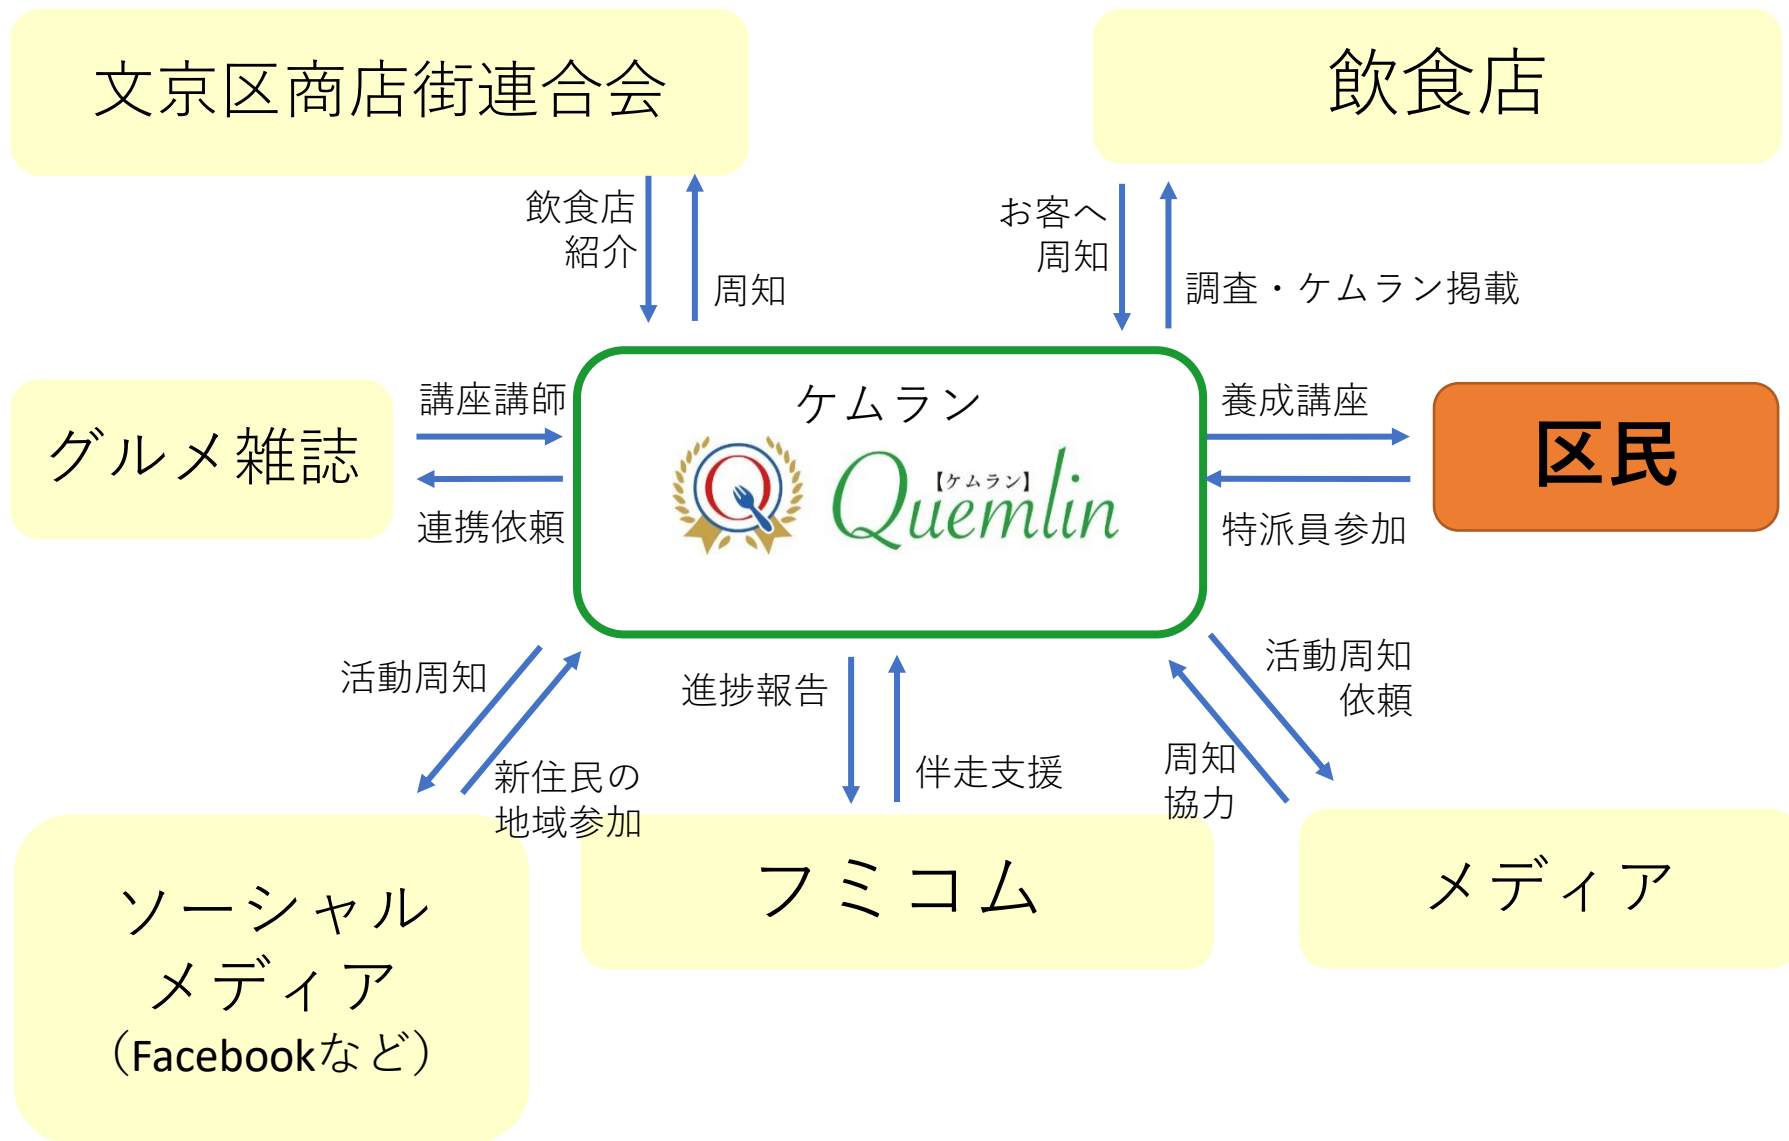 文京区商店街連合会
飲食店
飲食店
紹介
周知
お客へ
周知
調査・ケムラン掲載
グルメ雑誌
講座講師
連携依頼
ケムラン
【ケムラン】
Quemlin
養成講座
特派員参加
区民
活動周知
新住民の
地域参加
進捗報告
伴走支援
活動周知
依頼
周知
協力
ソーシャル
メディア
（Facebookなど）
フミコム
メディア